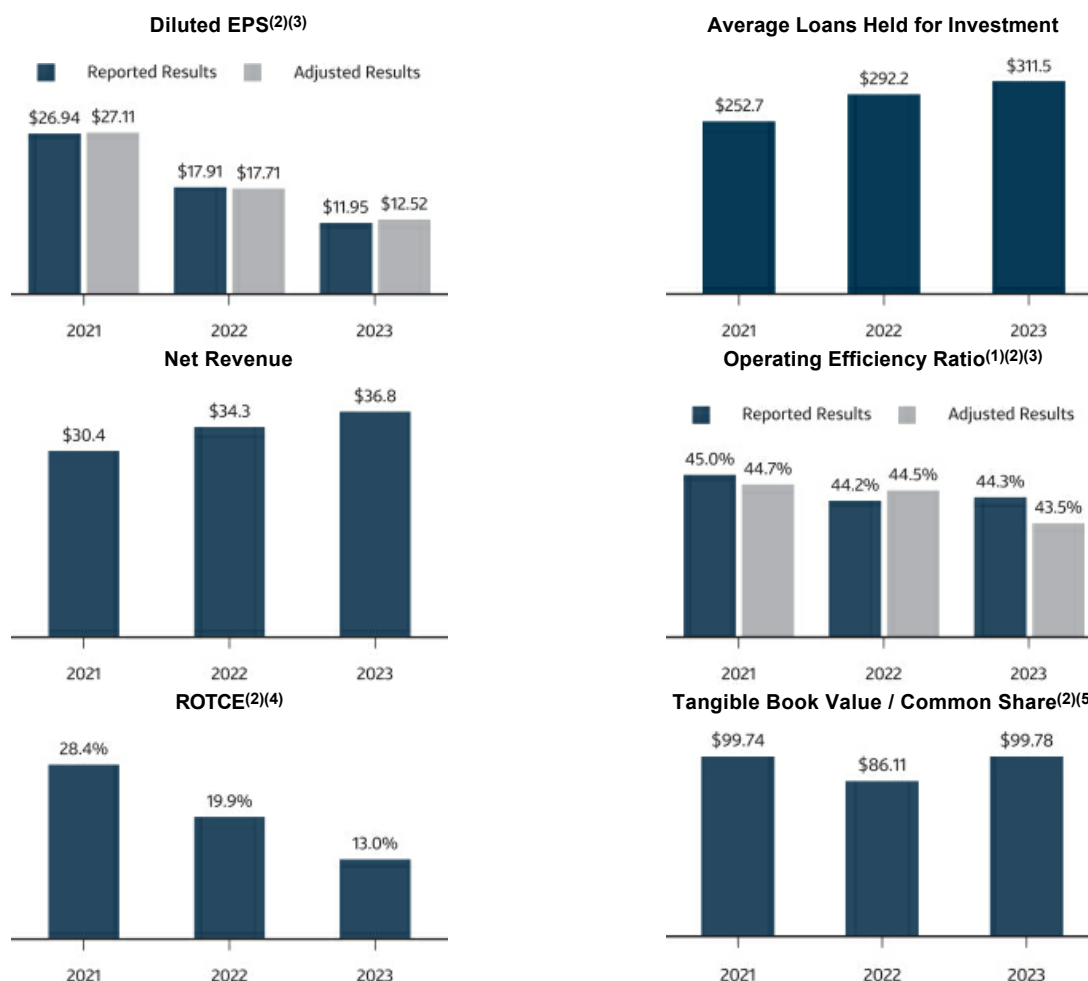 Diluted EPS(2)(3)
Reported Results Adjusted Results
$26.94 $27.11
$17.91 $17.71
$11.95 $12.52
2021 2022 2023
Average Loans Held for Investment
$252.7 $292.2 $311.5
2021 2022 2023
Net Revenue
$30.4 $34.3 $36.8
2021 2022 2023
Operating Efficiency Ratio(1)(2)(3)
Reported Results Adjusted Results
45.0% 44.7%
44.2% 44.5%
44.3% 43.5%
2021 2022 2023
ROTCE(2)(4)
28.4% 19.9% 13.0%
2021 2022 2023
Tangible Book Value / Common Share(2)(5
$99.74 $86.11 $99.78
2021 2022 2023